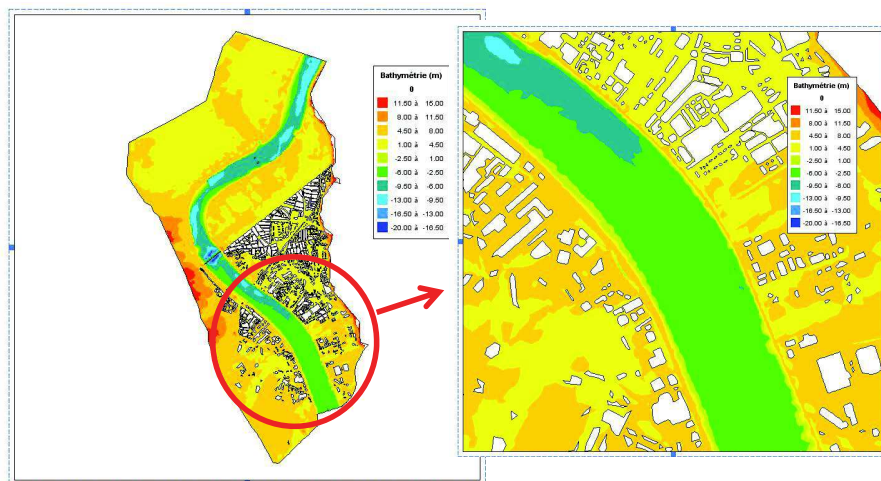 Bathymétrie (m)
0
11.50 à 15.00
8.00 à 11.50
4.50 à 8.00
1.00 à 4.50
-2.50 à 1.00
-6.00 à -2.50
-9.50 à -6.00
-13.00 à -9.50
-16.50 à -13.00
-20.00 à -16.50
Bathymétrie (m)
0
11.50 à 15.00
8.00 à 11.50
4.50 à 8.00
1.00 à 4.50
-2.50 à 1.00
-6.00 à -2.50
-9.50 à -6.00
-13.00 à -9.50
-16.50 à -13.00
-20.00 à -16.50